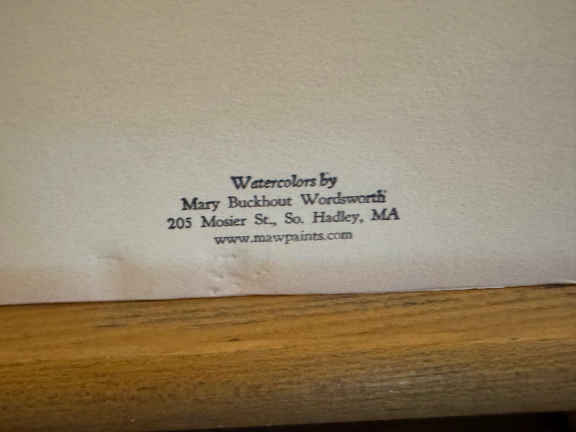 Watercolors by
Mary Buckhout Wordsworth
205 Mosier St., So. Hadley, MA
www.mawpaints.com